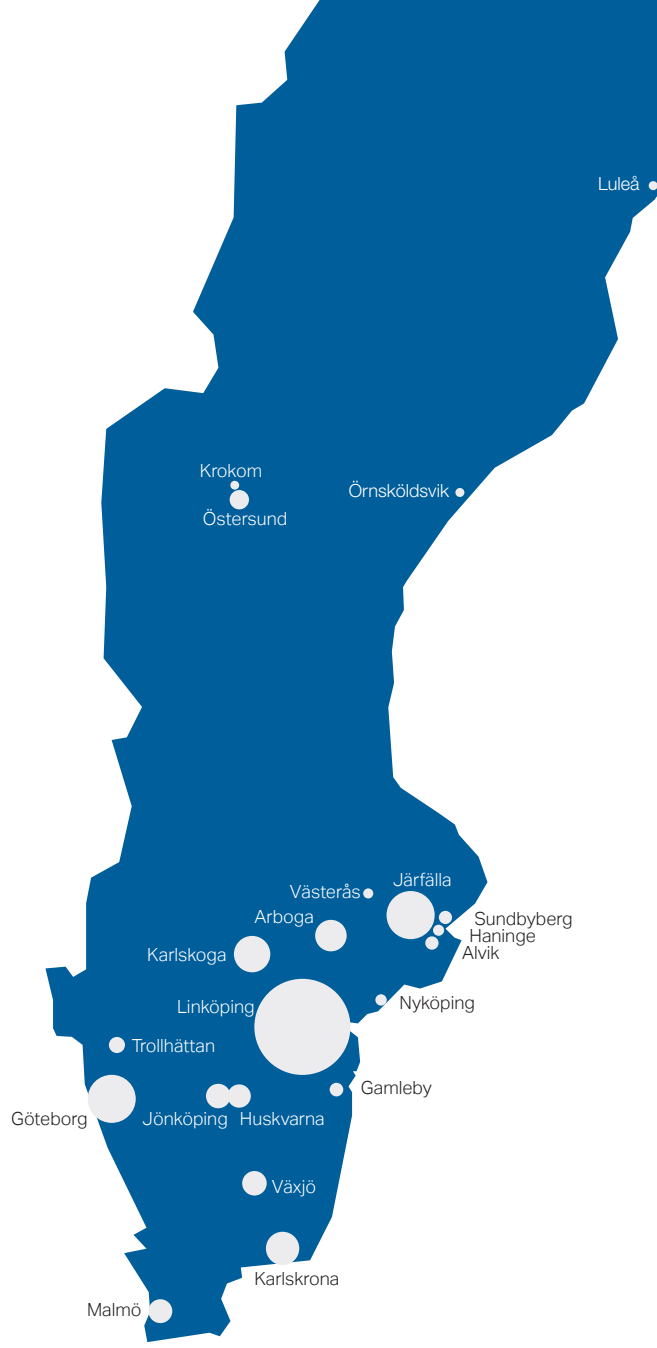 Luleå
Krokom
Örnsköldsvik
Östersund
Järfälla
Västerås
Arboga
Sundbyberg
Haninge
Karlskoga
Alvik
Linköping
Nyköping
Trollhättan
Gamleby
Göteborg
Jönköping
Huskvarna
Växjö
Karlskrona
Malmö